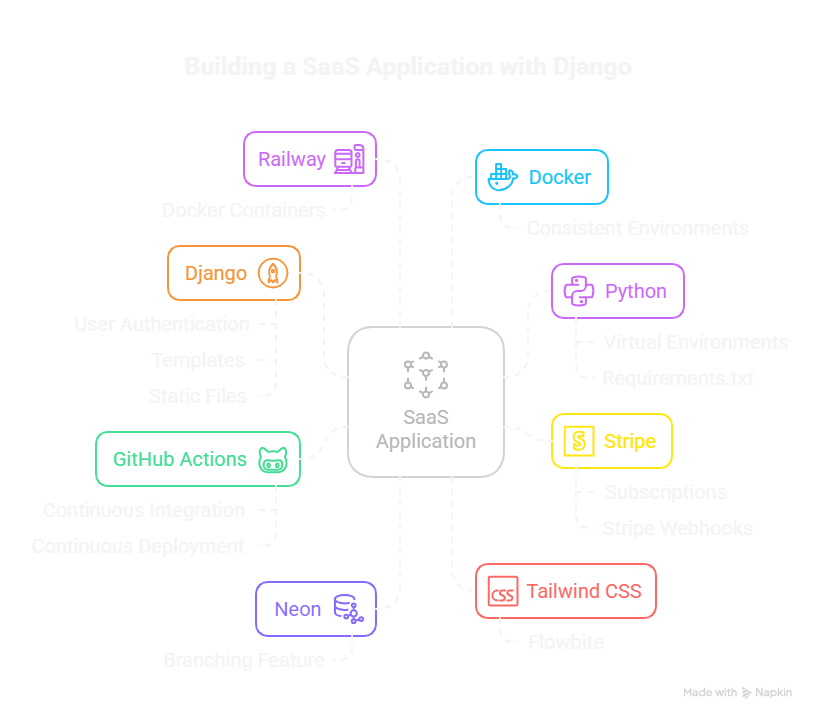 Building a SaaS Application with Django
Railway
Docker Containers
Django
User Authentication
Templates
Static Files
GitHub Actions
Continuous Integration
Continuous Deployment
Neon
Branching Feature
SaaS
Application
Docker
Consistent Environments
Python
Virtual Environments
Requirements.txt
Stripe
S
Subscriptions
Stripe Webhooks
CSS
Tailwind CSS
Flowbite
Made with Napkin